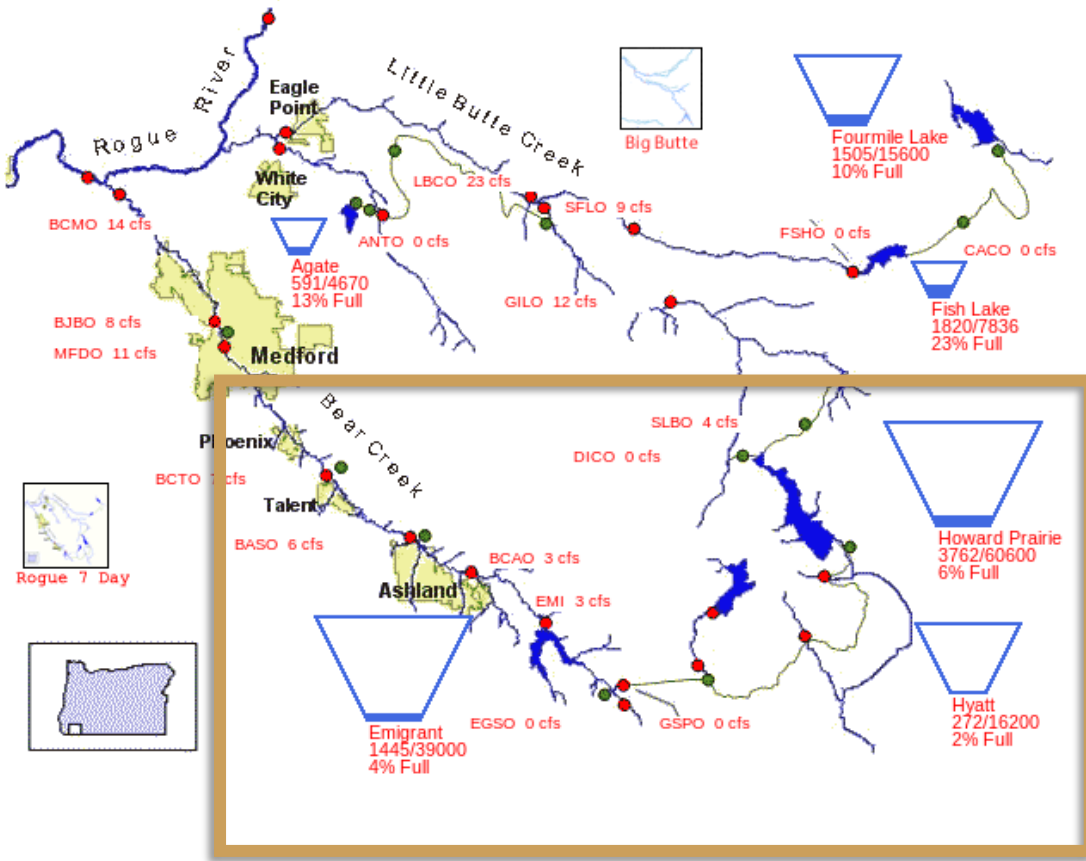 Rogue River
Eagle
Point
Little Butte Creek
Big Butte
Fourmile Lake
1505/15600
10% Full
White
City
LBCO 23 cfs
SFLO 9 cfs
BCMO 14 cfs
ANTO 0 cfs
FSHO 0 cfs
CACO 0 cfs
Agate
591/4670
13% Full
GILO 12 cfs
Fish Lake
1820/7836
23% Full
BJBO 8 cfs
MFDO 11 cfs
Medford
Bear Creek
SLBO 4 cfs
Phoenix
DICO 0 cfs
BCTO 7 cfs
Talent
Howard Prairie
3762/60600
6% Full
BASO 6 cfs
BCAO 3 cfs
Rogue 7 Day
Ashland
EMI 3 cfs
Hyatt
272/16200
2% Full
EGSO 0 cfs
GSPO 0 cfs
Emigrant
1445/39000
4% Full